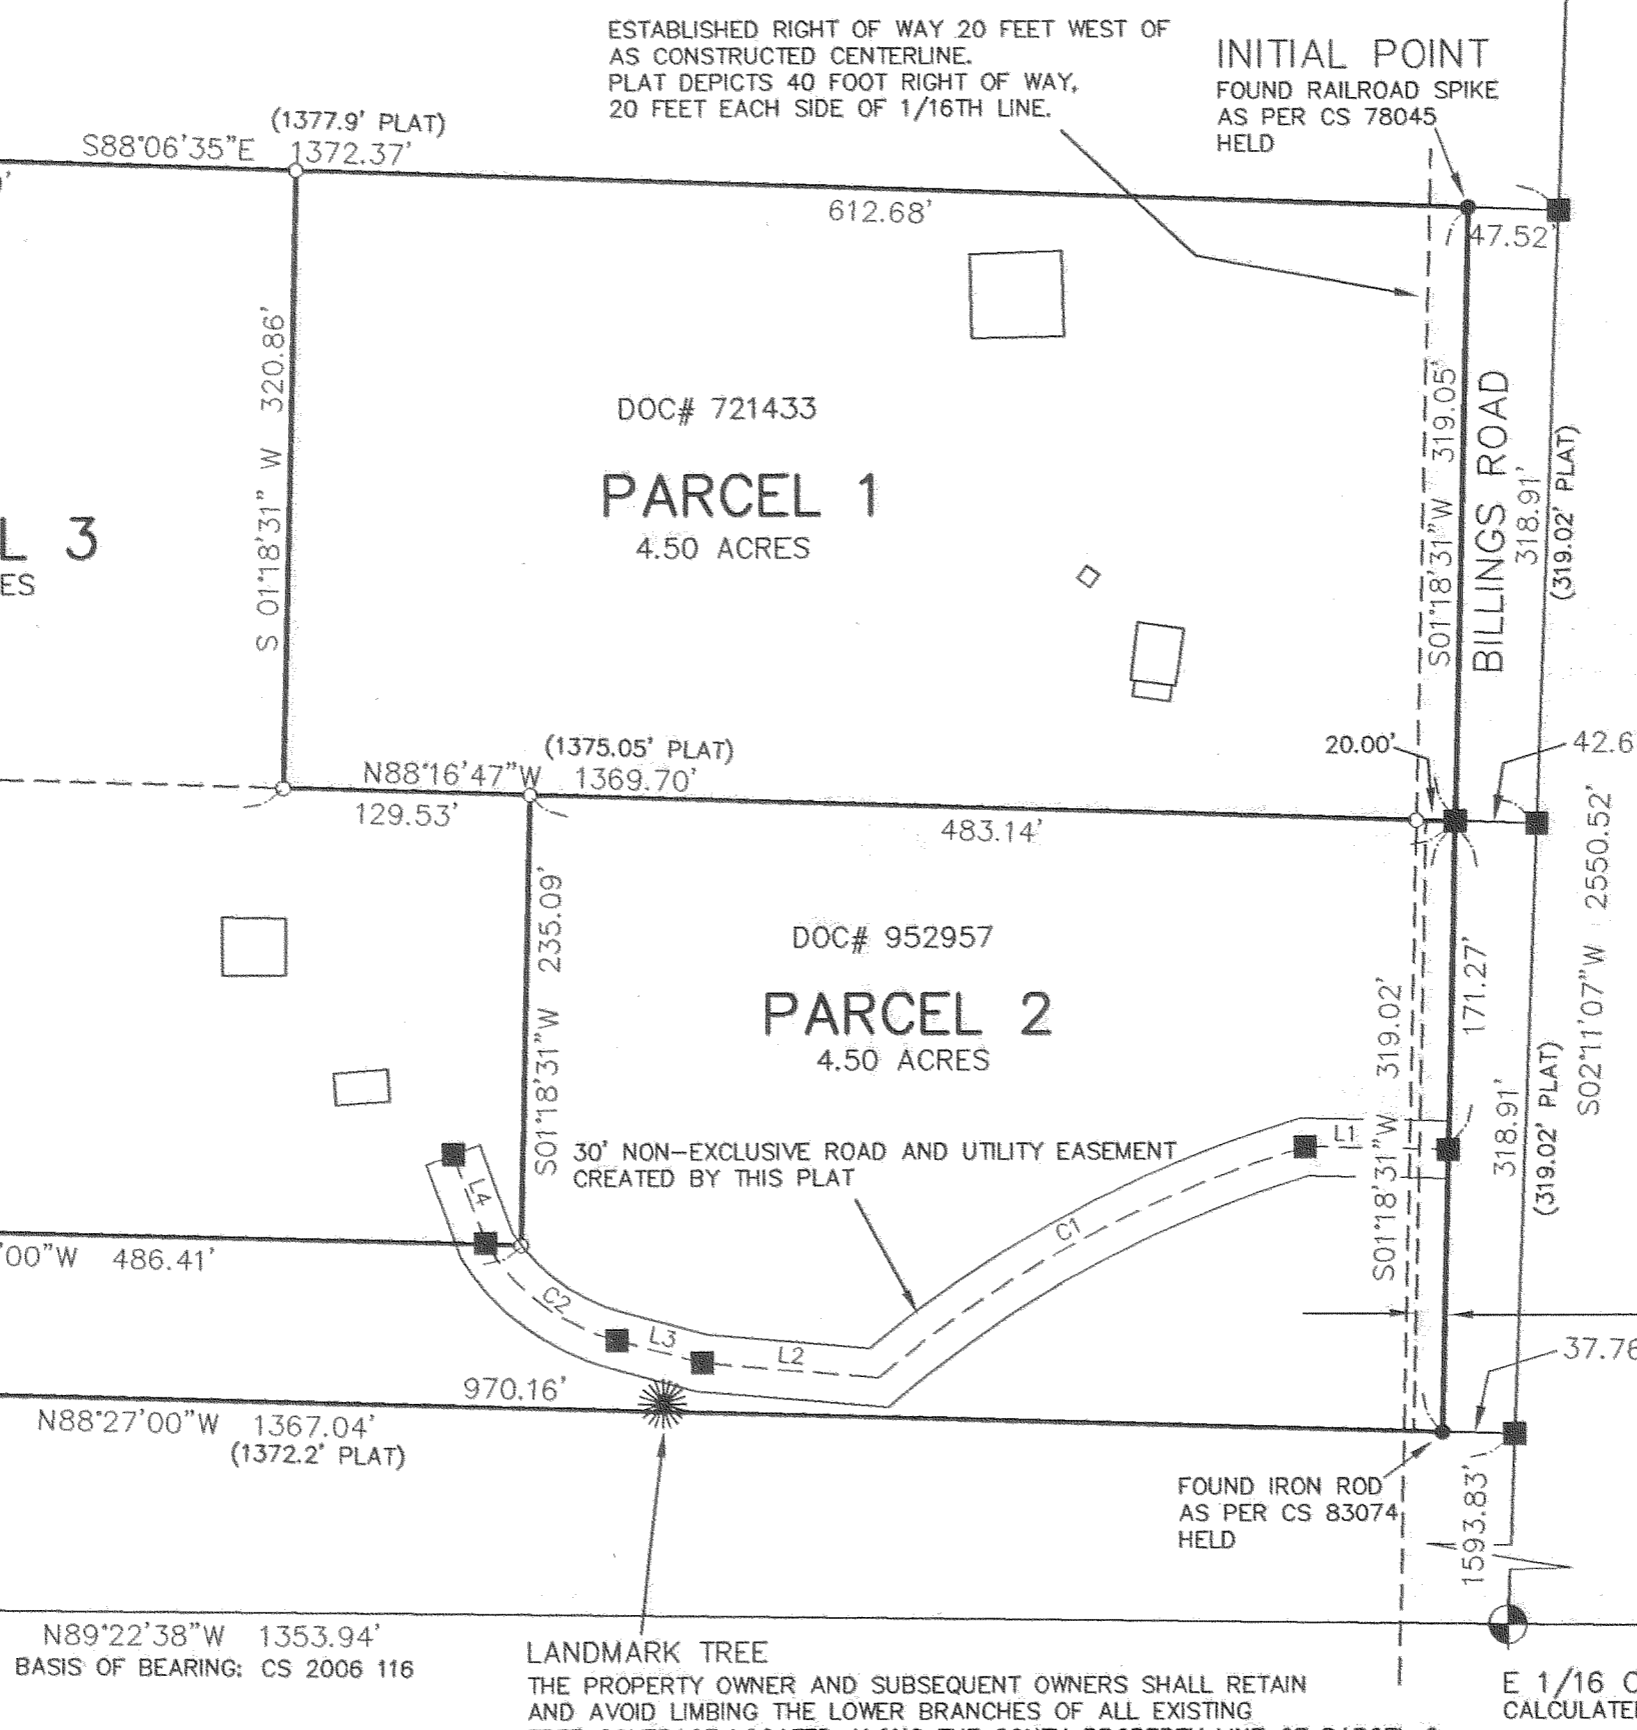 ESTABLISHED RIGHT OF WAY 20 FEET WEST OF
AS CONSTRUCTED CENTERLINE.
PLAT DEPICTS 40 FOOT RIGHT OF WAY,
20 FEET EACH SIDE OF 1/16TH LINE.
INITIAL POINT
FOUND RAILROAD SPIKE
AS PER CS 78045
HELD
(1377.9' PLAT)
S88°06'35"E 1372.37'
612.68'
47.52'
S 01°18'31" W 320.86'
DOC# 721433
PARCEL 1
4.50 ACRES
L 3
ES
S01°18'31"W 319.05'
BILLINGS ROAD
318.91'
(319.02' PLAT)
20.00'
42.6
(1375.05' PLAT)
N88°16'47"W 1369.70'
129.53'
483.14'
S02°11'07"W 2550.52'
S01°18'31"W 235.09'
DOC# 952957
PARCEL 2
4.50 ACRES
S01°18'31"W 319.02'
171.27'
318.91'
(319.02' PLAT)
30' NON-EXCLUSIVE ROAD AND UTILITY EASEMENT
CREATED BY THIS PLAT
L1
C1
L4
C2
L3
L2
'00"W 486.41'
37.78
970.16'
N88°27'00"W 1367.04'
(1372.2' PLAT)
FOUND IRON ROD
AS PER CS 83074
HELD
1593.83'
N89°22'38"W 1353.94'
BASIS OF BEARING: CS 2006 116
LANDMARK TREE
THE PROPERTY OWNER AND SUBSEQUENT OWNERS SHALL RETAIN
AND AVOID LIMBING THE LOWER BRANCHES OF ALL EXISTING
E 1/16 C
CALCULATE